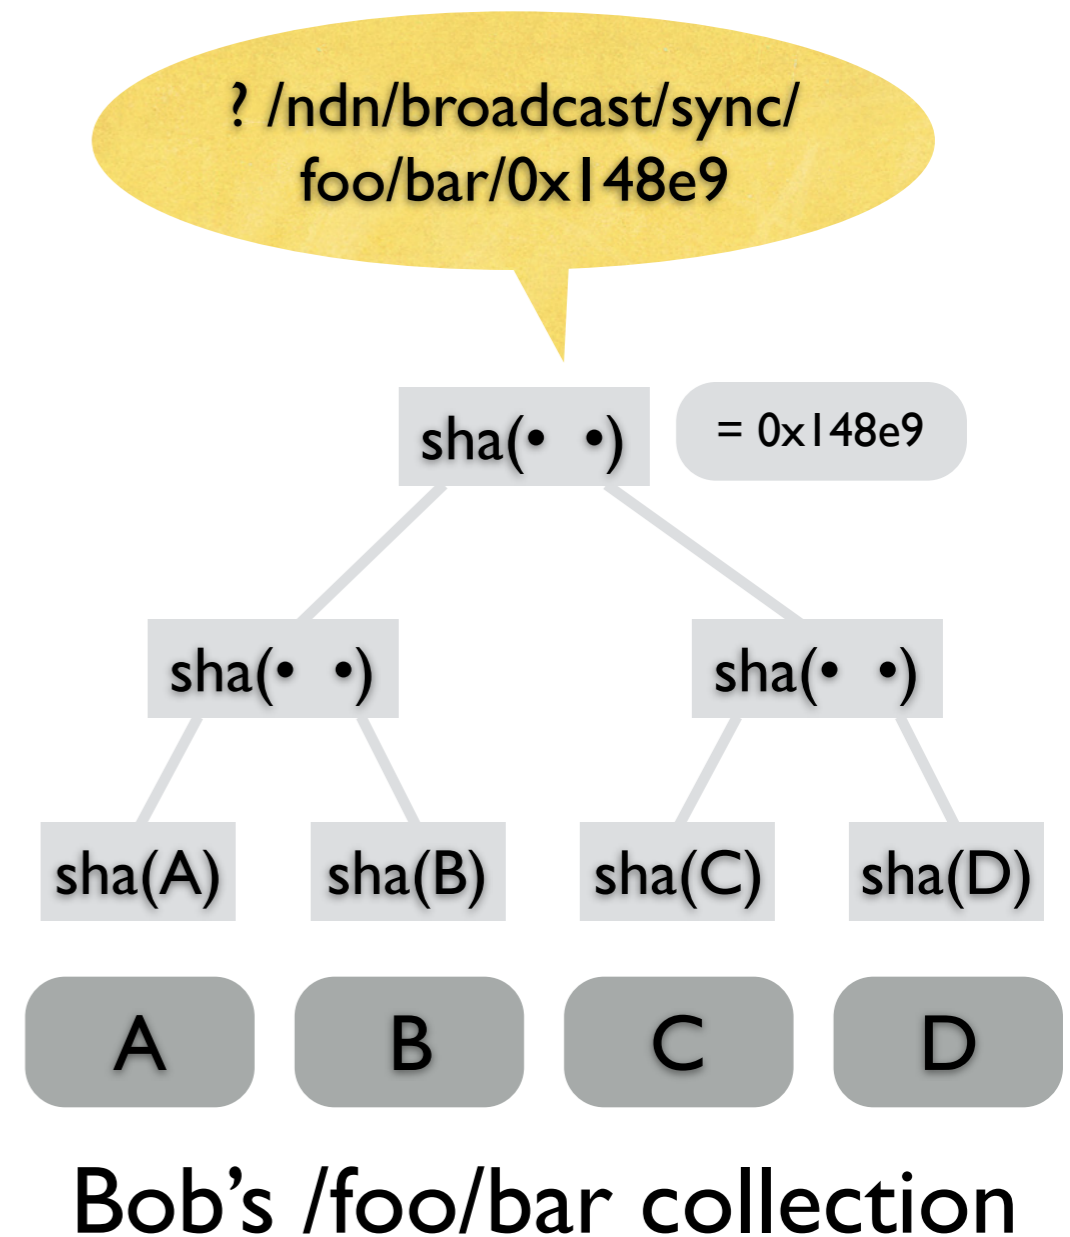 ? /ndn/broadcast/sync/
foo/bar/0x148e9
sha(• •)
= 0x148e9
sha(• •)
sha(• •)
sha(A)
sha(B)
sha(C)
sha(D)
A
B
C
D
Bob’s /foo/bar collection